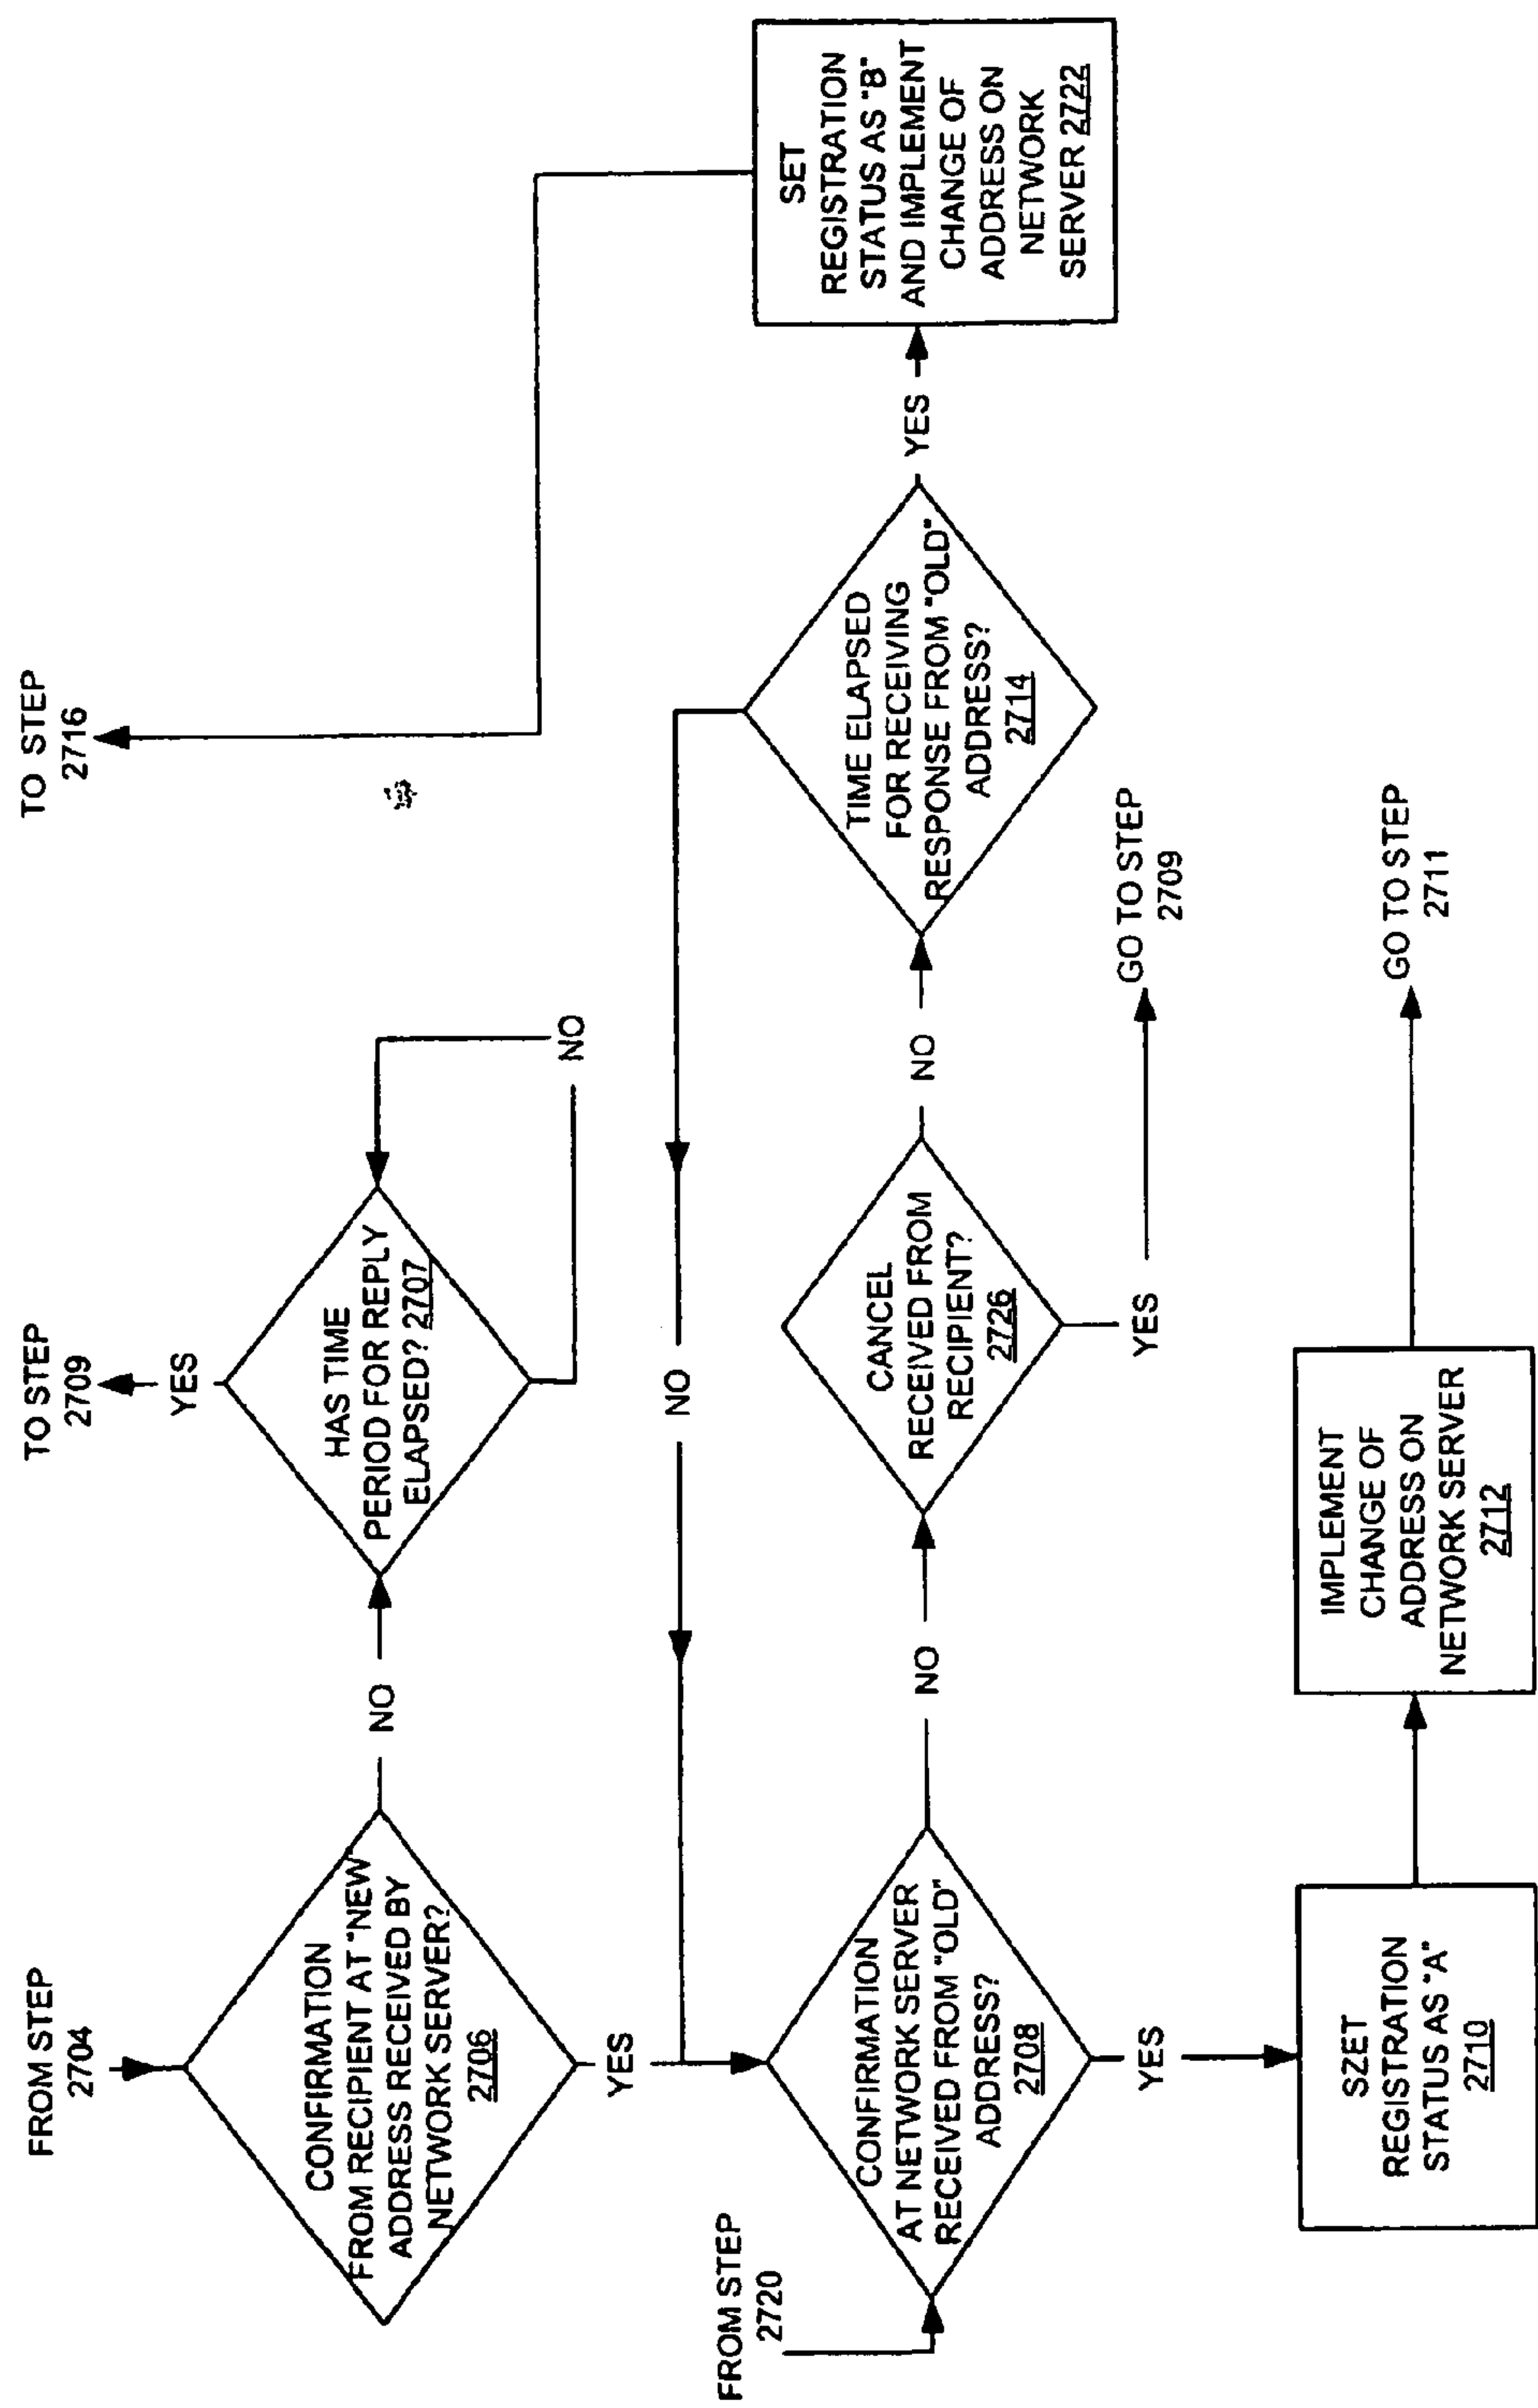 FROM STEP
2704
TO STEP
2709
TO STEP
2716
CONFIRMATION
FROM RECIPIENT AT "NEW
ADDRESS RECEIVED BY
NETWORK SERVER?
2706
NO
HAS TIME
PERIOD FOR REPLY
ELAPSED? 2707
YES
NO
YES
NO
FROM STEP
2720
CONFIRMATION
AT NETWORK SERVER
RECEIVED FROM "OLD"
ADDRESS?
2708
NO
CANCEL
RECEIVED FROM
RECIPIENT?
2726
NO
TIME ELAPSED
FOR RECEIVING
RESPONSE FROM "OLD"
ADDRESS?
2714
YES
SET
REGISTRATION
STATUS AS "B"
AND IMPLEMENT
CHANGE OF
ADDRESS ON
NETWORK
SERVER 2722
YES
YES
GO TO STEP
2709
SZET
REGISTRATION
STATUS AS "A"
2710
IMPLEMENT
CHANGE OF
ADDRESS ON
NETWORK SERVER
2712
GO TO STEP
2711